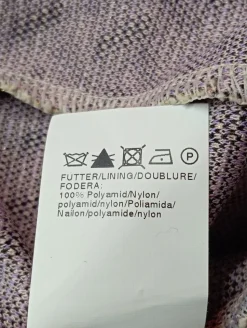 P
FUTTER/LINING/DOUBLURE/
FODERA:
100% Polyamid/Nylon/
polyamid/nylon/Poliamida/
Nailon/polyamide/nylon